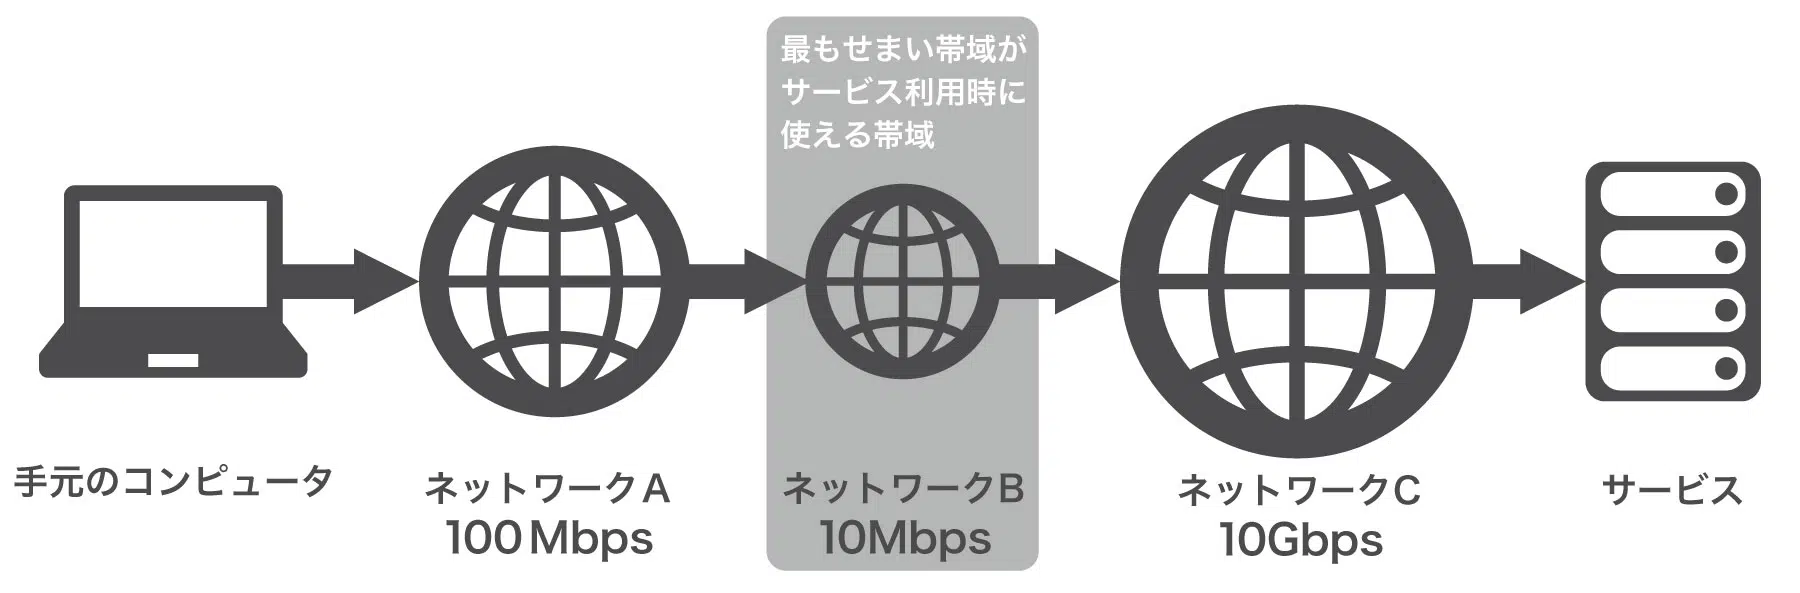 最もせまい帯域が
サービス利用時に
使える帯域
手元のコンピュータ
ネットワークA
100Mbps
ネットワークB
10Mbps
ネットワークC
10Gbps
サービス